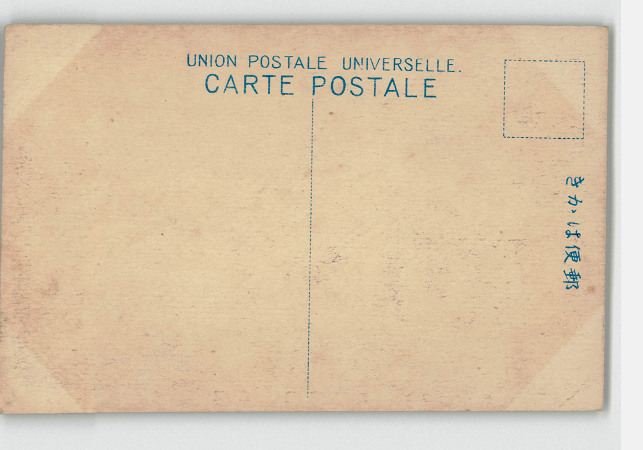 UNION POSTALE UNIVERSELLE.
CARTE POSTALE
郵便はかき